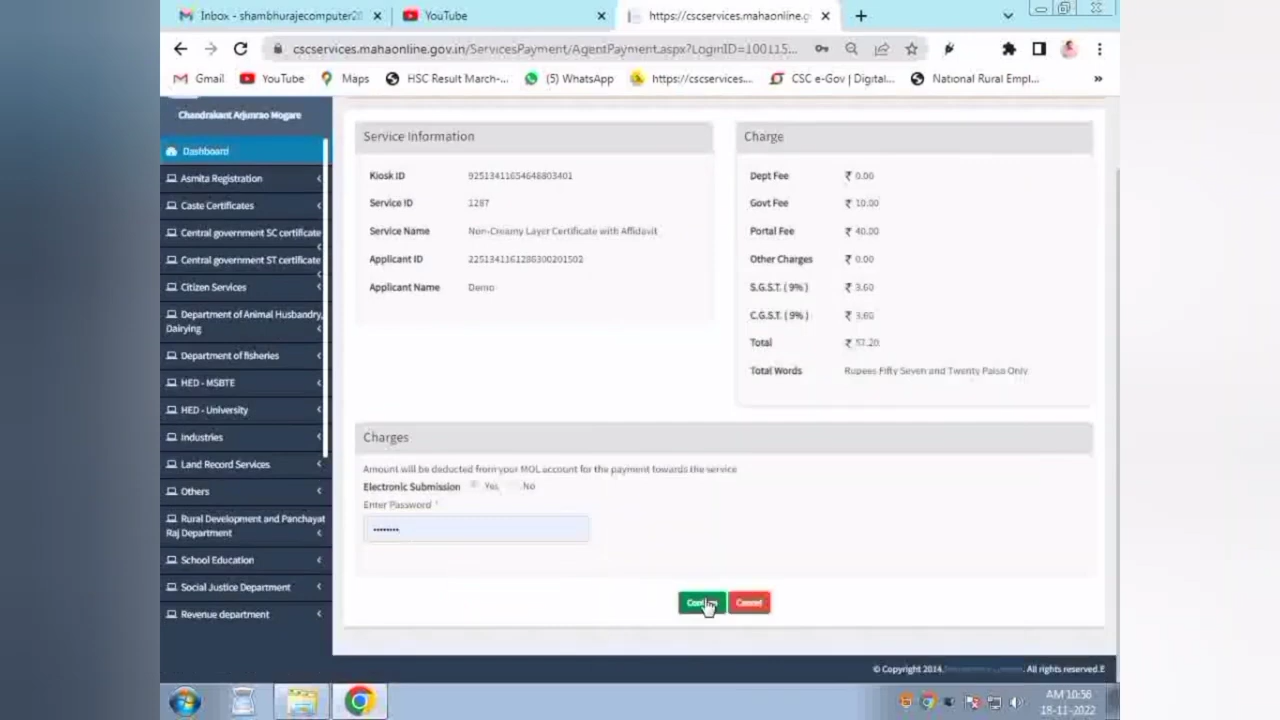 Inbox - shambhurajecomputer20
YouTube
https://cscservices.mahaonline.g
cscservices.mahaonline.gov.in/ServicesPayment/AgentPayment.aspx?LoginID=100115...
Gmail YouTube Maps HSC Result March-... (5) WhatsApp https://cscservices.... CSC e-Gov | Digital... National Rural Empl... »
Chandrakant Arjunrao Mogare
Dashboard
Asmita Registration
Caste Certificates
Central government SC certificate
Central government ST certificate
Citizen Services
Department of Animal Husbandry,
Dairying
Department of fisheries
HED - MSBTE
HED - University
Industries
Land Record Services
Others
Rural Development and Panchayat
Raj Department
School Education
Social Justice Department
Revenue department
Service Information
Kiosk ID 92513411654648803401
Service ID 1287
Service Name Non-Creamy Layer Certificate with Affidavit
Applicant ID 2251341161286300201502
Applicant Name Demo
Charge
Dept Fee ₹ 0.00
Govt Fee ₹ 10.00
Portal Fee ₹ 40.00
Other Charges ₹ 0.00
S.G.S.T. ( 9% ) ₹ 3.60
C.G.S.T. ( 9% ) ₹ 3.60
Total ₹ 57.20
Total Words Rupees Fifty Seven and Twenty Paisa Only
Charges
Amount will be deducted from your MOL account for the payment towards the service
Electronic Submission Yes No
Enter Password *
••••••••
Cancel
© Copyright 2014. All rights reserved.E
AM 10:56
18-11-2022